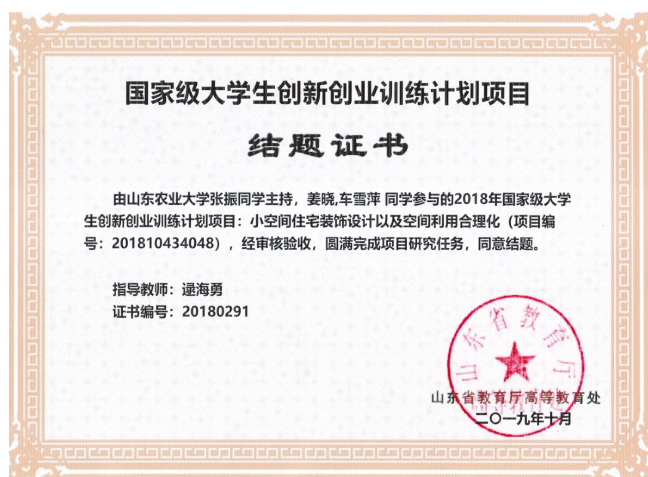 国家级大学生创新创业训练计划项目
结题证书
由山东农业大学张振同学主持，姜晓,车雪萍 同学参与的2018年国家级大学
生创新创业训练计划项目：小空间住宅装饰设计以及空间利用合理化（项目编
号：201810434048），经审核验收，圆满完成项目研究任务，同意结题。
指导教师：逯海勇
证书编号：20180291
山东省教育厅
山东省教育厅高等教育处
二〇一九年十月